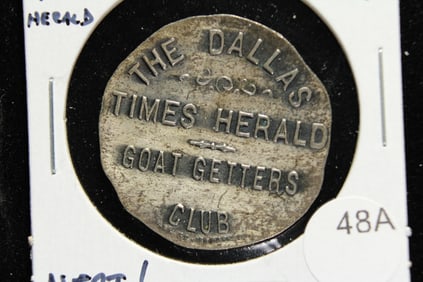 HERALD
THE DALLAS
TIMES HERALD
GOAT GETTERS
CLUB
48A